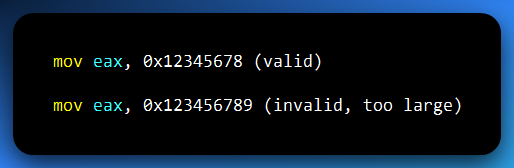 mov eax, 0x12345678 (valid)
mov eax, 0x123456789 (invalid, too large)